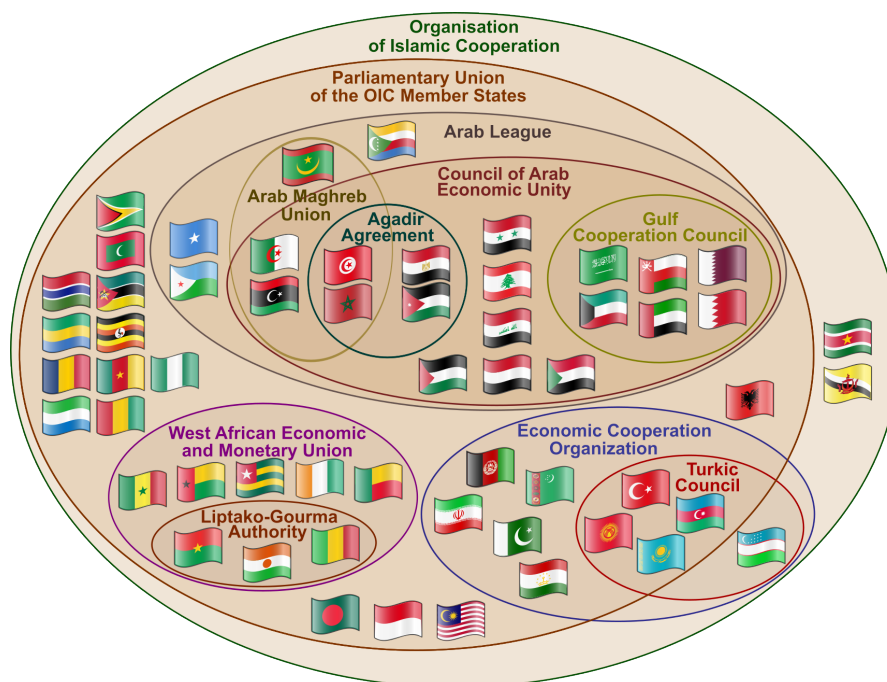 Organisation
of Islamic Cooperation
Parliamentary Union
of the OIC Member States
Arab League
Council of Arab
Economic Unity
Arab Maghreb
Union
Agadir
Agreement
Gulf
Cooperation Council
West African Economic
and Monetary Union
Liptako-Gourma
Authority
Economic Cooperation
Organization
Turkic
Council